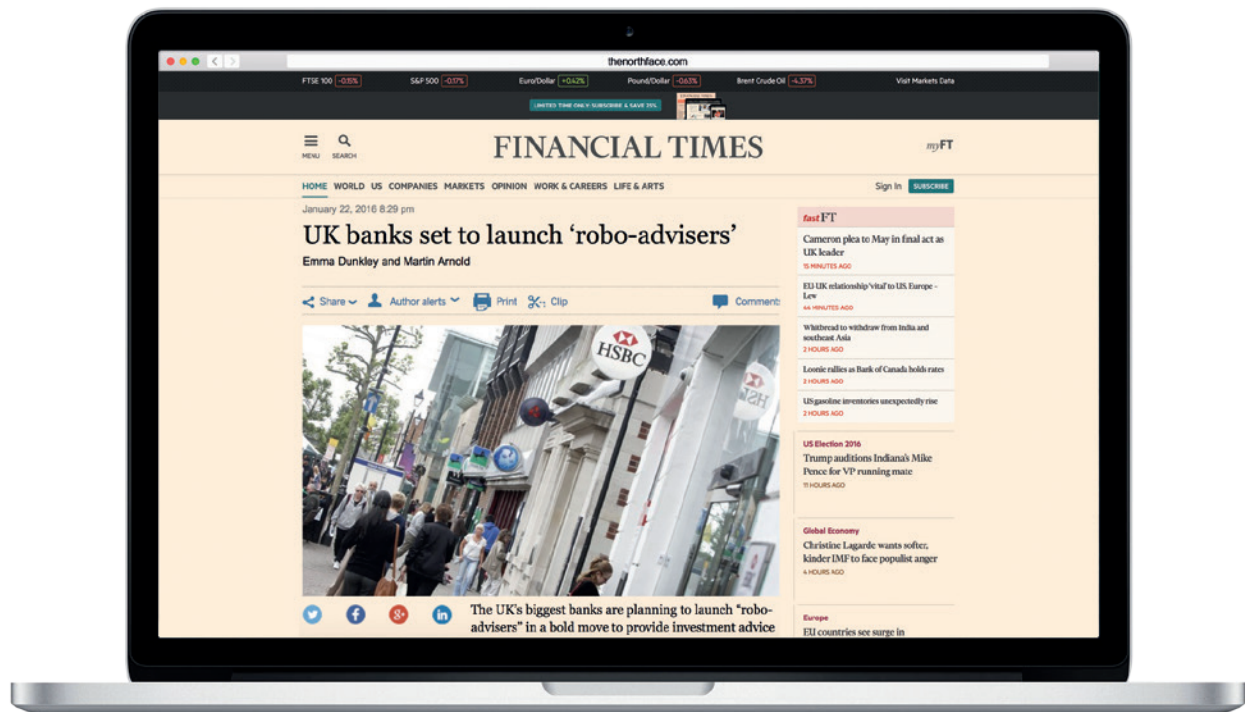 thenorthface.com
FTSE 100 -0.15% S&P 500 -0.17% Euro/Dollar +0.42% Pound/Dollar -0.63% Brent Crude Oil -4.37% Visit Markets Data
LIMITED TIME ONLY: SUBSCRIBE & SAVE 25%
MENU SEARCH
FINANCIAL TIMES
myFT
HOME WORLD US COMPANIES MARKETS OPINION WORK & CAREERS LIFE & ARTS
Sign In SUBSCRIBE
January 22, 2016 8:29 pm
UK banks set to launch ‘robo-advisers’
Emma Dunkley and Martin Arnold
Share Author alerts Print Clip Comments
HSBC
HSBC
The UK's biggest banks are planning to launch “robo-
advisers” in a bold move to provide investment advice
fastFT
Cameron plea to May in final act as
UK leader
15 MINUTES AGO
EU-UK relationship ‘vital’ to US, Europe –
Lew
44 MINUTES AGO
Whitbread to withdraw from India and
southeast Asia
2 HOURS AGO
Loonie rallies as Bank of Canada holds rates
2 HOURS AGO
US gasoline inventories unexpectedly rise
2 HOURS AGO
US Election 2016
Trump auditions Indiana's Mike
Pence for VP running mate
11 HOURS AGO
Global Economy
Christine Lagarde wants softer,
kinder IMF to face populist anger
4 HOURS AGO
Europe
EU countries see surge in